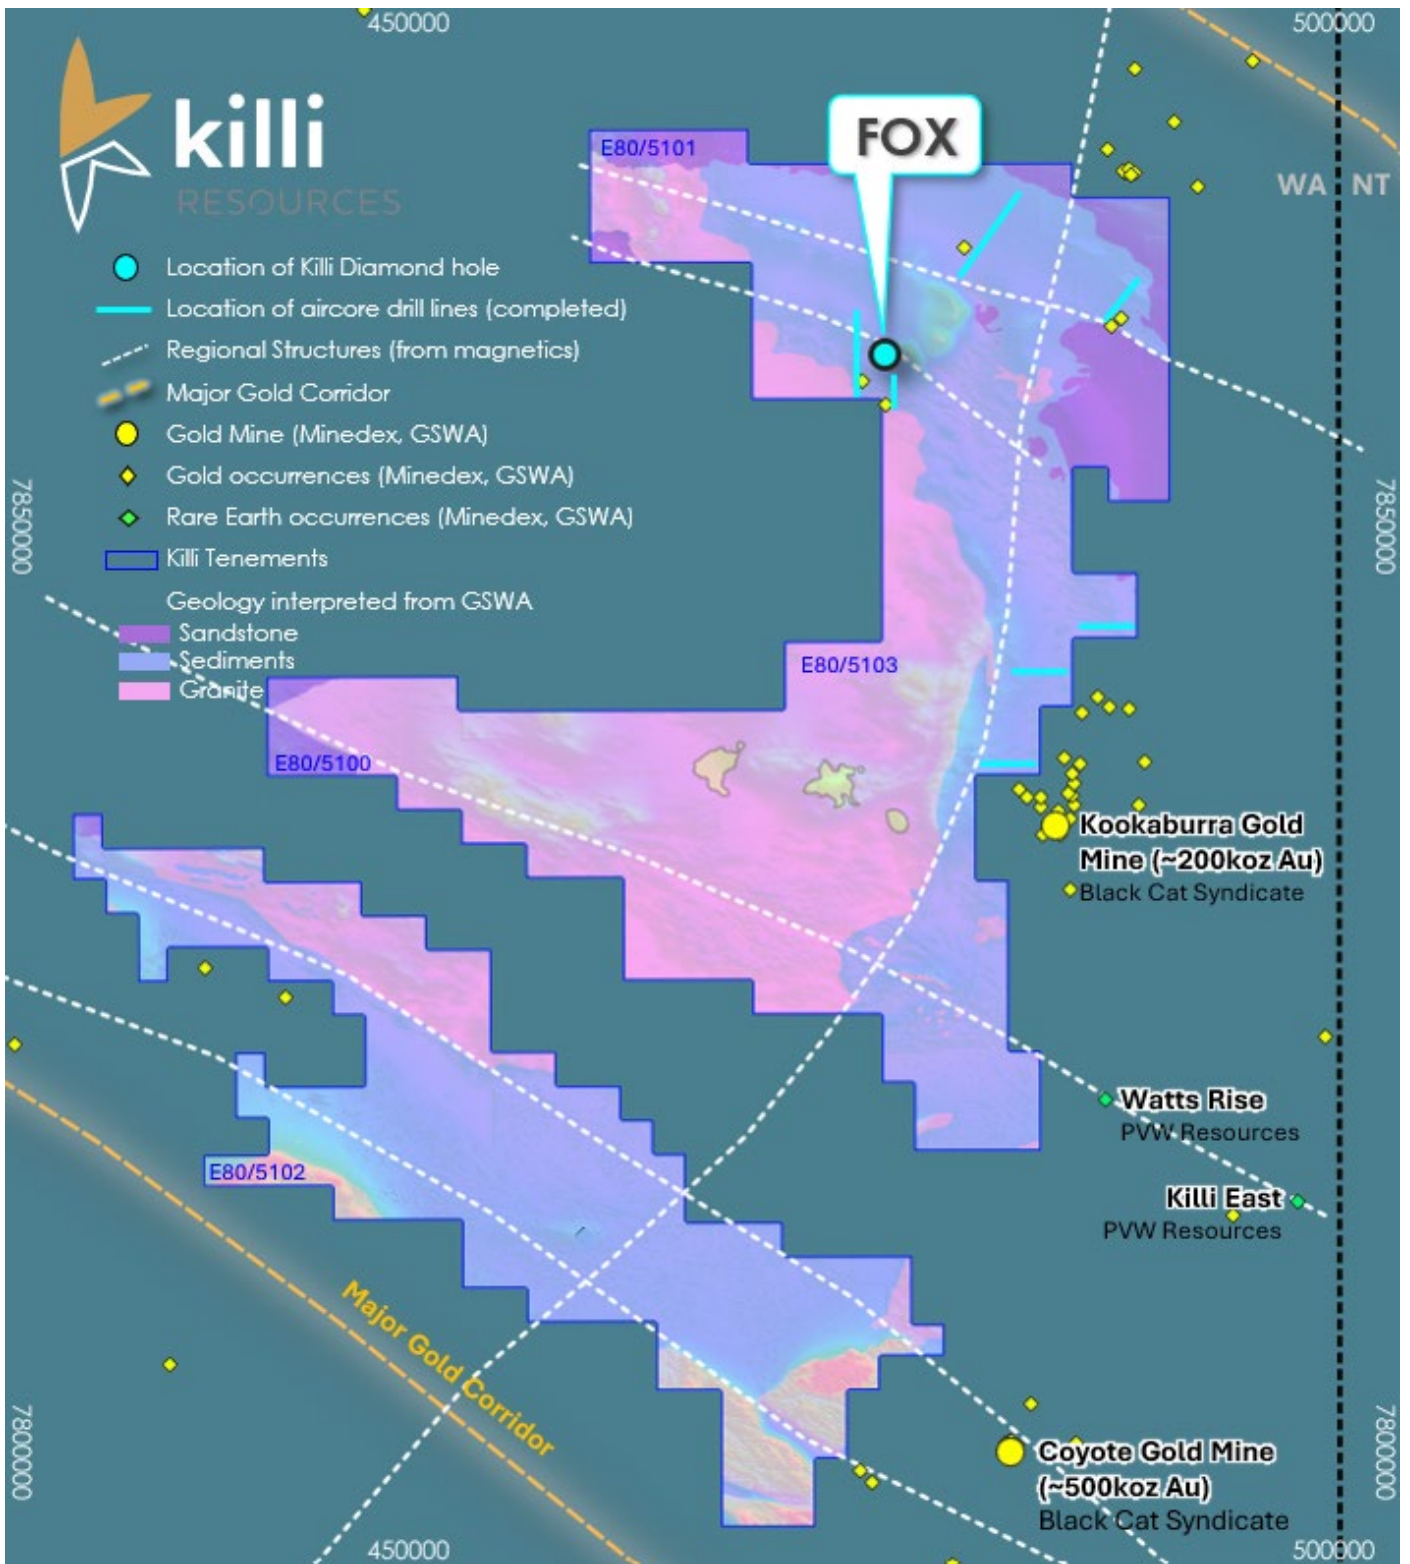 450000
500000
killi
RESOURCES
FOX
E80/5101
WA NT
Location of Killi Diamond hole
Location of aircore drill lines (completed)
Regional Structures (from magnetics)
Major Gold Corridor
Gold Mine (Minedex, GSWA)
Gold occurrences (Minedex, GSWA)
Rare Earth occurrences (Minedex, GSWA)
Killi Tenements
Geology interpreted from GSWA
Sandstone
Sediments
Granite
7850000
7850000
E80/5103
E80/5100
Kookaburra Gold
Mine (~200koz Au)
Black Cat Syndicate
Watts Rise
PVW Resources
Killi East
PVW Resources
E80/5102
Major Gold Corridor
7800000
7800000
Coyote Gold Mine
(~500koz Au)
Black Cat Syndicate
450000
500000